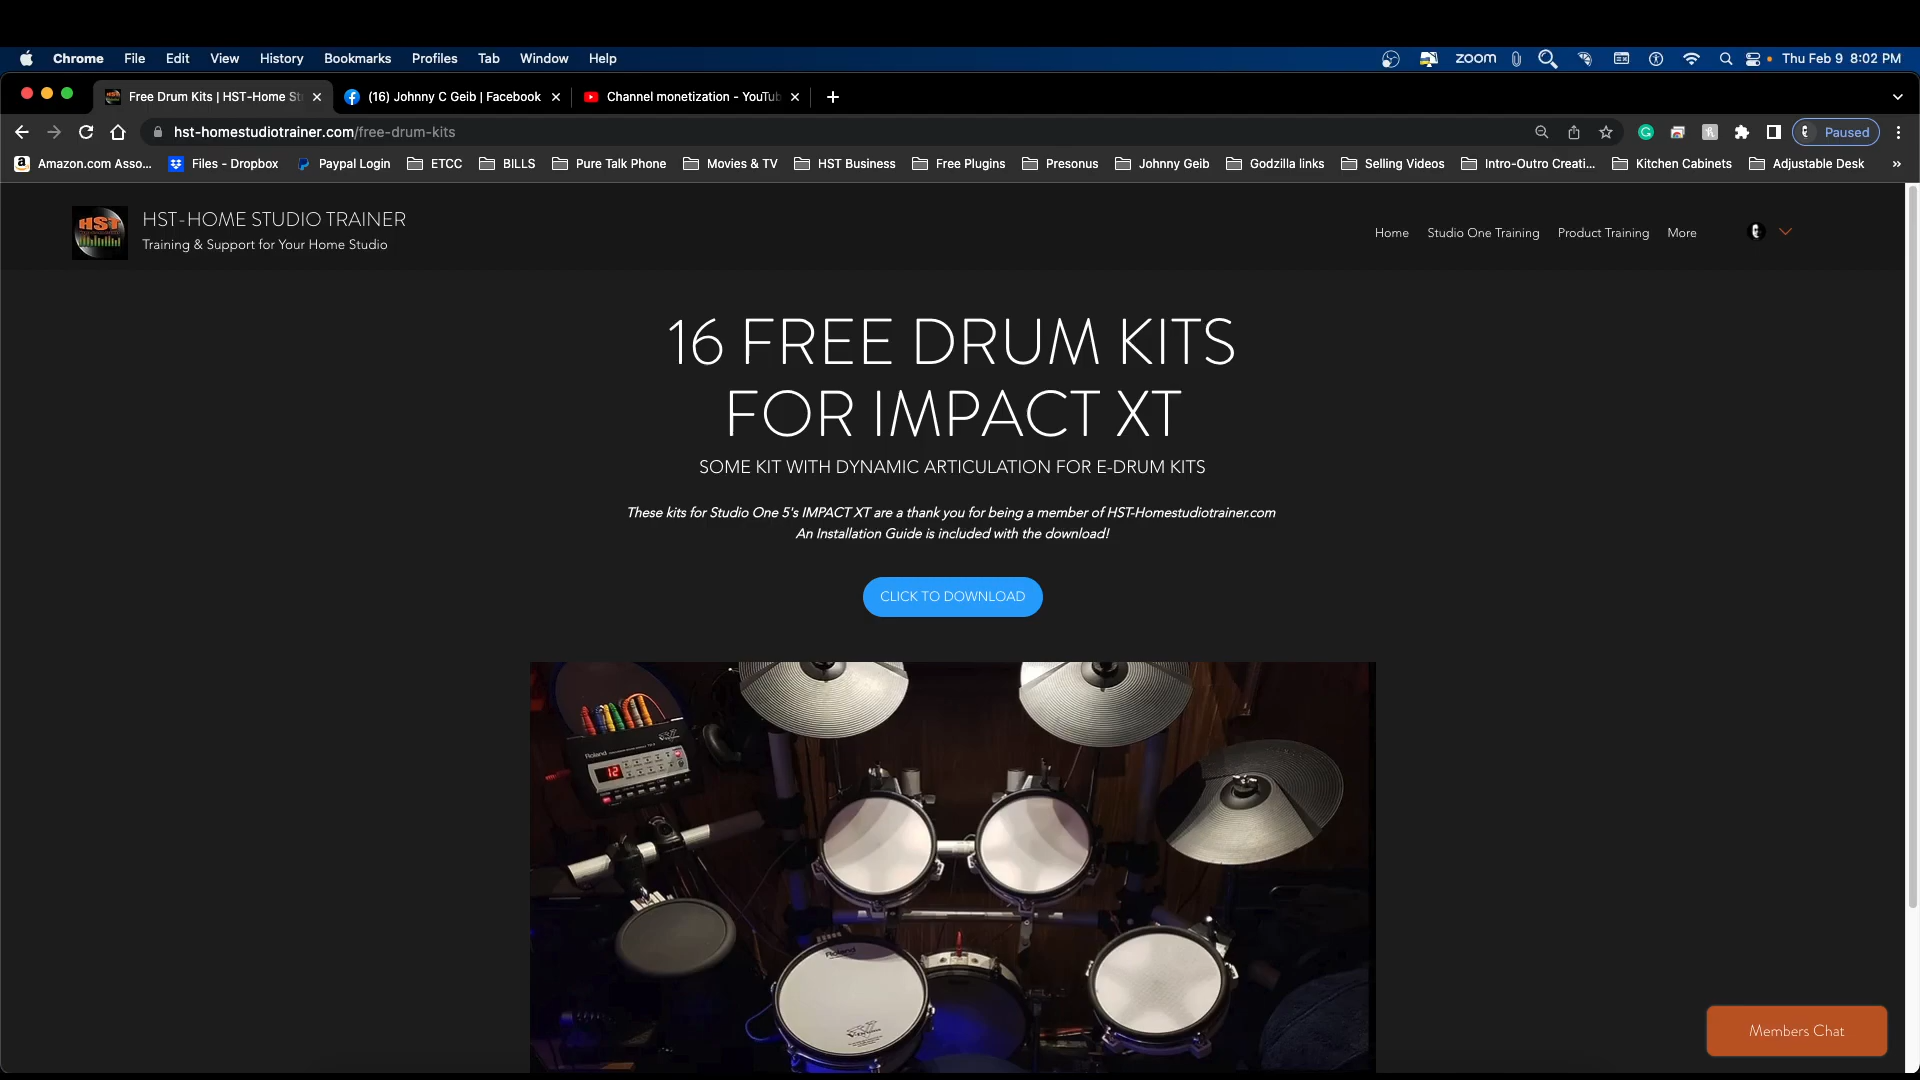 Chrome File Edit View History Bookmarks Profiles Tab Window Help zoom Thu Feb 9 8:02 PM
Free Drum Kits | HST-Home St (16) Johnny C Geib | Facebook Channel monetization - YouTub
hst-homestudiotrainer.com/free-drum-kits Paused
Amazon.com Asso... Files - Dropbox Paypal Login ETCC BILLS Pure Talk Phone Movies & TV HST Business Free Plugins Presonus Johnny Geib Godzilla links Selling Videos Intro-Outro Creati... Kitchen Cabinets Adjustable Desk »
HST
HST-HOME STUDIO TRAINER
Training & Support for Your Home Studio
Home Studio One Training Product Training More
16 FREE DRUM KITS
FOR IMPACT XT
SOME KIT WITH DYNAMIC ARTICULATION FOR E-DRUM KITS
These kits for Studio One 5's IMPACT XT are a thank you for being a member of HST-Homestudiotrainer.com
An Installation Guide is included with the download!
CLICK TO DOWNLOAD
Roland
12
Roland
Members Chat